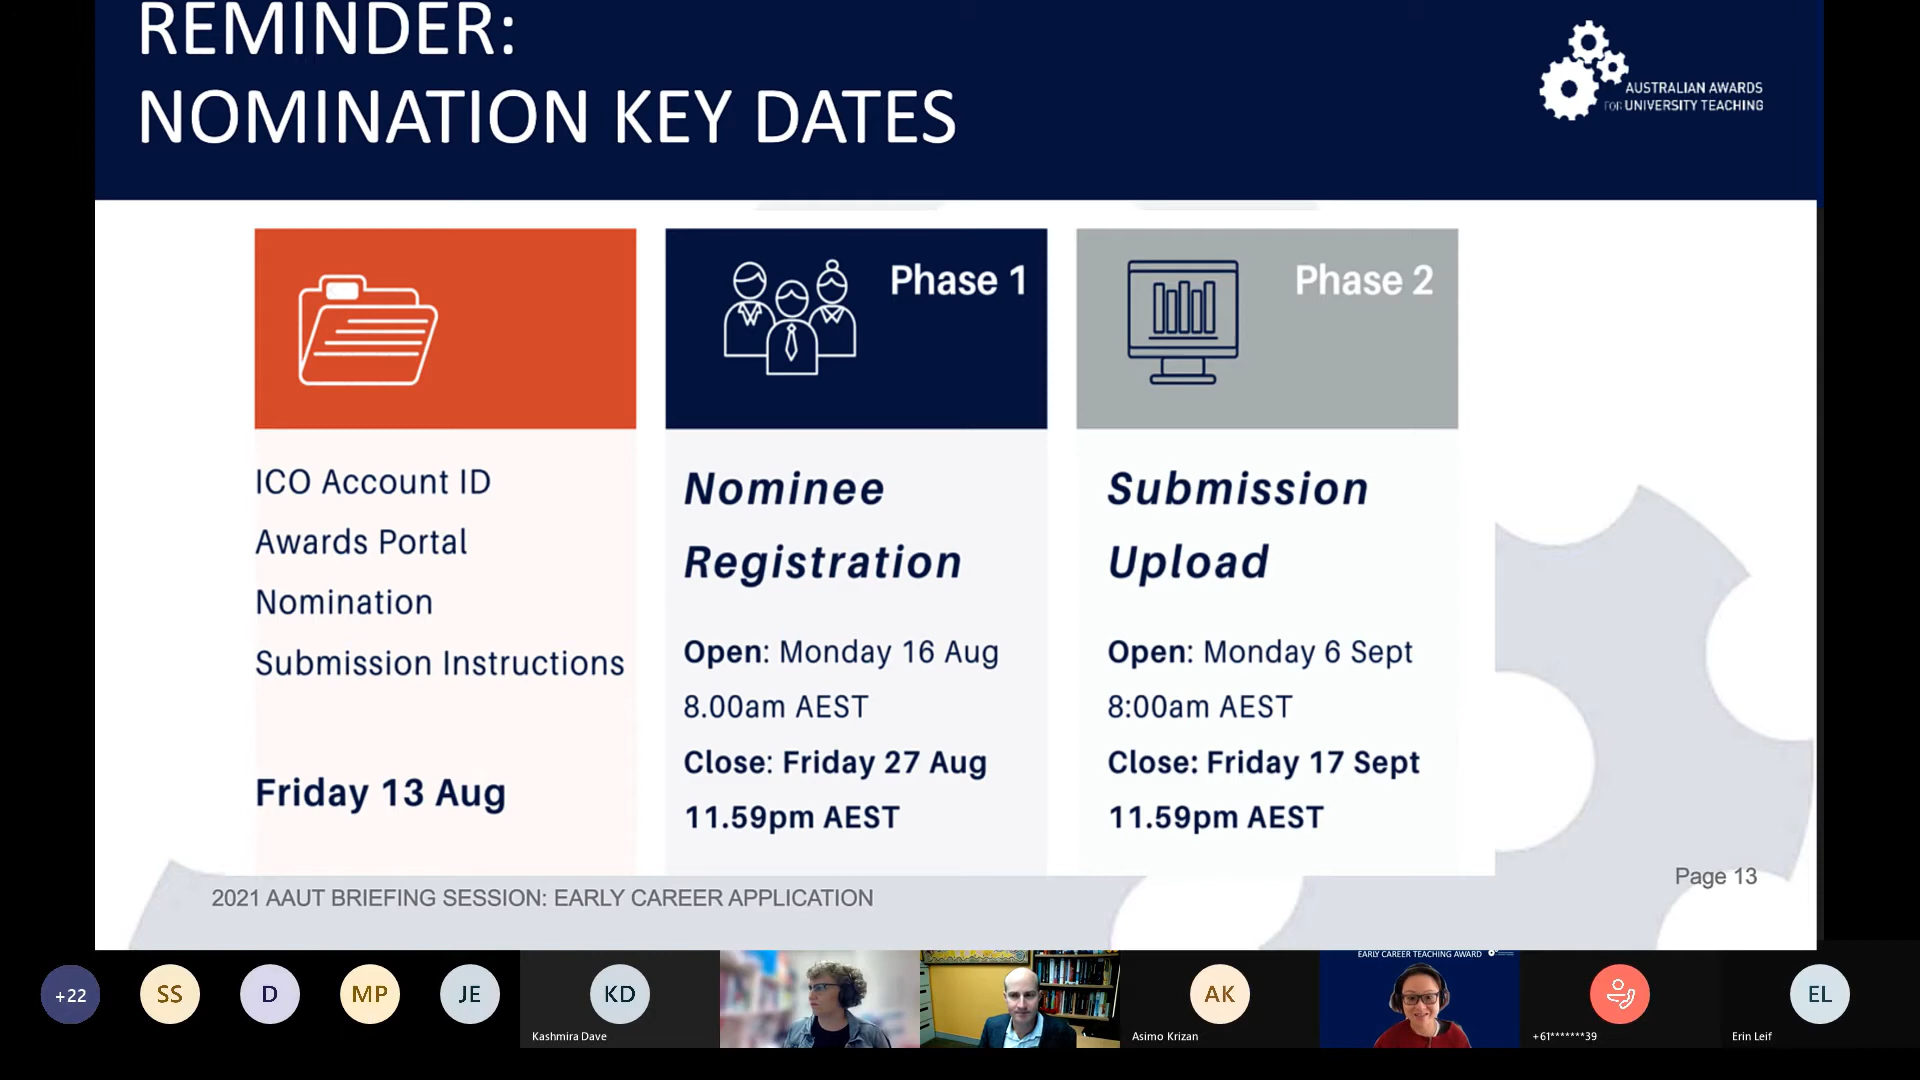 REMINDER:
NOMINATION KEY DATES
AUSTRALIAN AWARDS
FOR UNIVERSITY TEACHING
Phase 1
Phase 2
ICO Account ID
Awards Portal
Nomination
Submission Instructions
Friday 13 Aug
Nominee
Registration
Open: Monday 16 Aug
8.00am AEST
Close: Friday 27 Aug
11.59pm AEST
Submission
Upload
Open: Monday 6 Sept
8:00am AEST
Close: Friday 17 Sept
11.59pm AEST
2021 AAUT BRIEFING SESSION: EARLY CAREER APPLICATION
Page 13
+22
SS
D
MP
JE
KD
Kashmira Dave
AK
Asimo Krizan
EARLY CAREER TEACHING AWARD
+61*******39
EL
Erin Leif